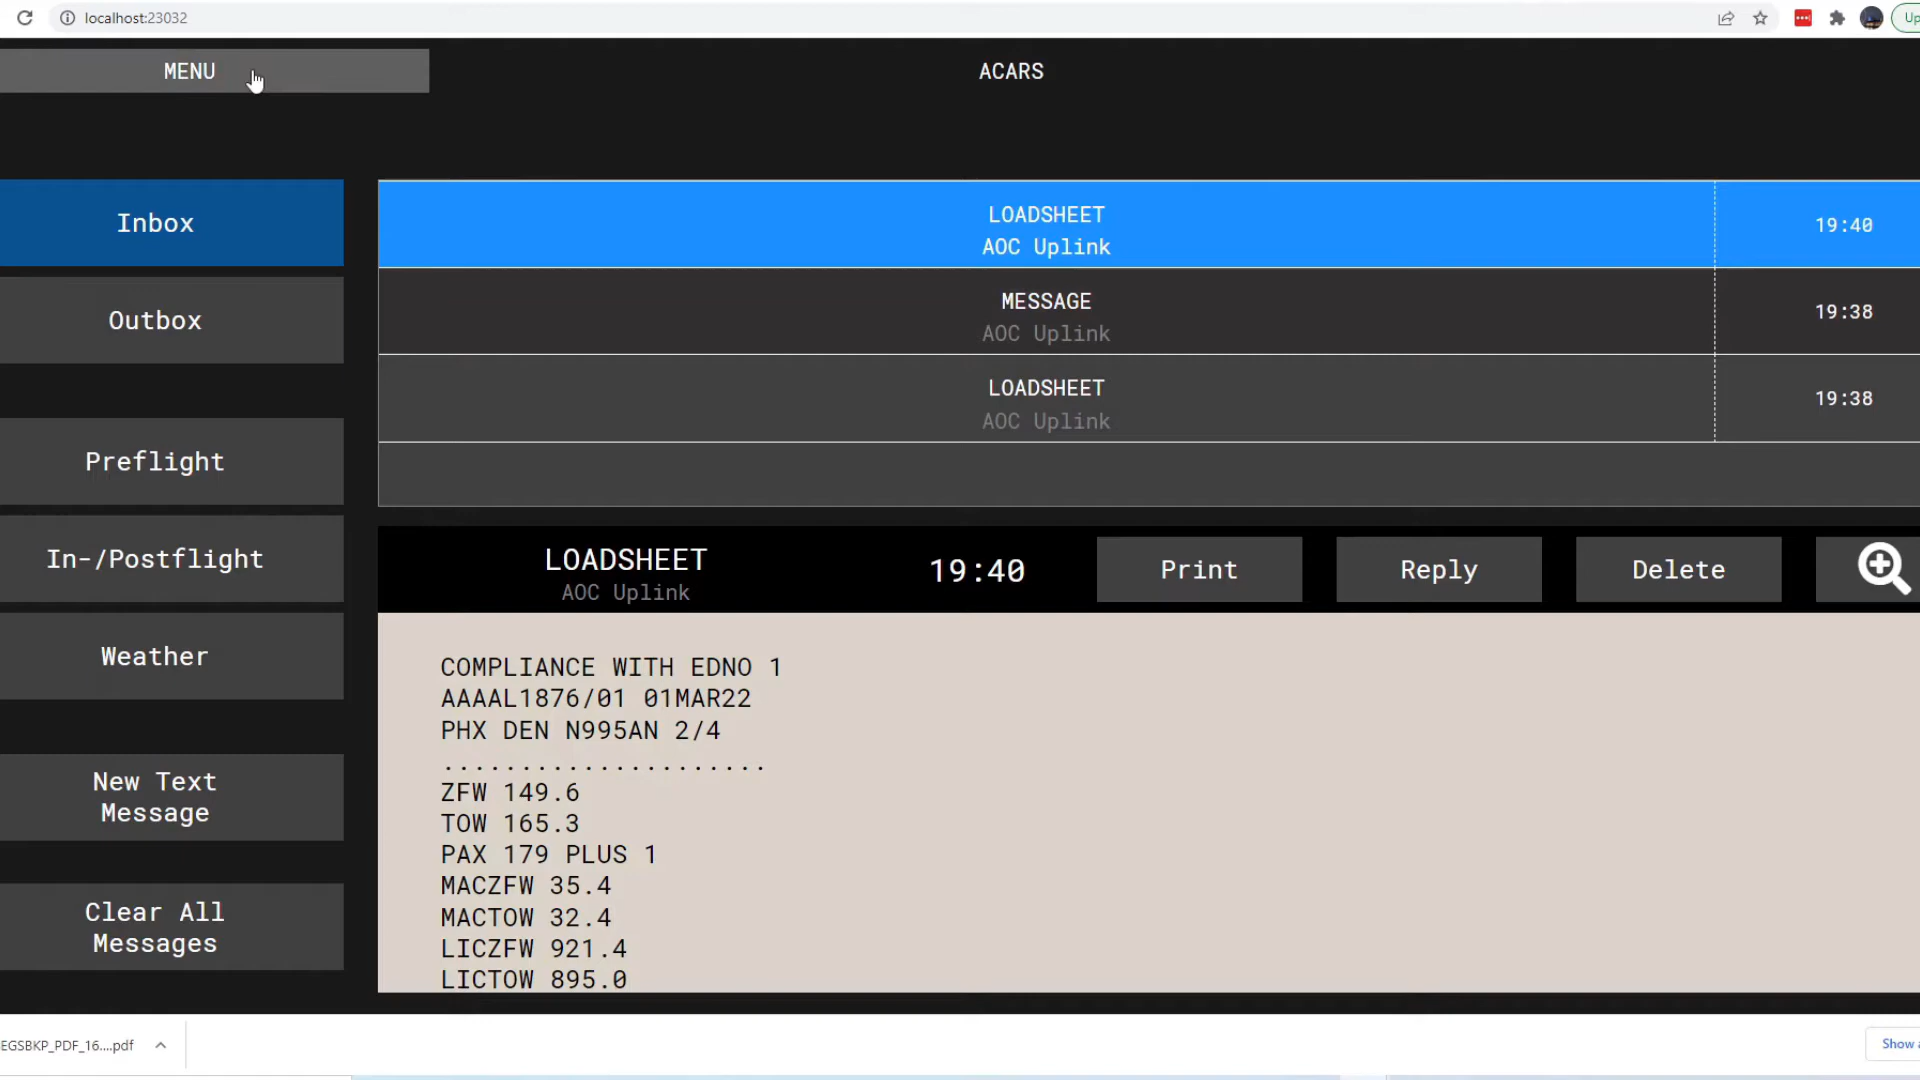 localhost:23032
Up
MENU
ACARS
Inbox
Outbox
Preflight
In-/Postflight
Weather
New Text
Message
Clear All
Messages
LOADSHEET
AOC Uplink
19:40
MESSAGE
AOC Uplink
19:38
LOADSHEET
AOC Uplink
19:38
LOADSHEET
AOC Uplink
19:40
Print
Reply
Delete
COMPLIANCE WITH EDNO 1
AAAAL1876/01 01MAR22
PHX DEN N995AN 2/4
.....................
ZFW 149.6
TOW 165.3
PAX 179 PLUS 1
MACZFW 35.4
MACTOW 32.4
LICZFW 921.4
LICTOW 895.0
EGSBKP_PDF_16....pdf
Show